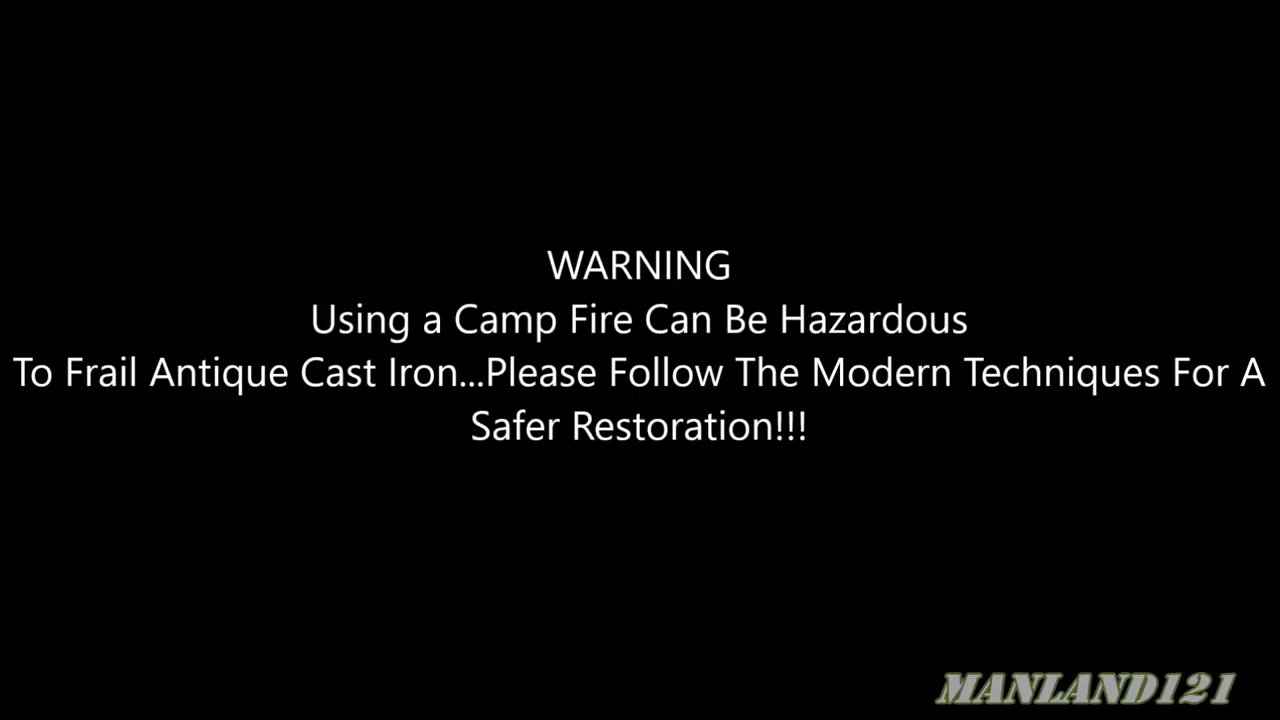 WARNING
Using a Camp Fire Can Be Hazardous
To Frail Antique Cast Iron...Please Follow The Modern Techniques For A
Safer Restoration!!!
MANLAND121